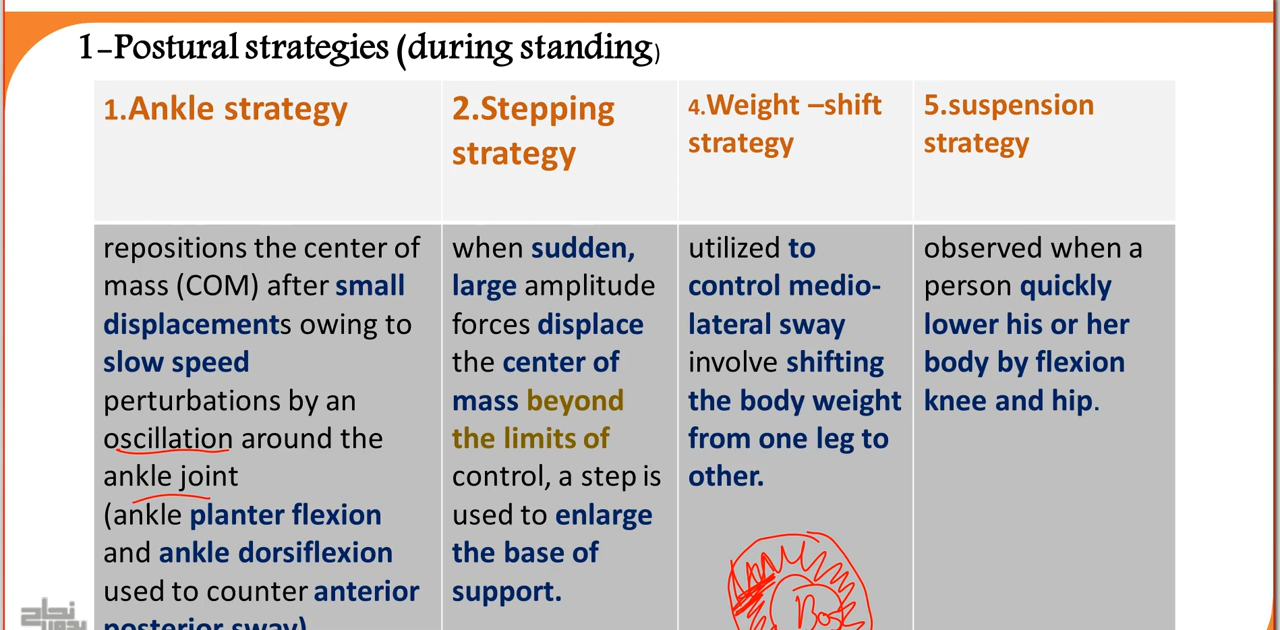 1-Postural strategies (during standing)
1.Ankle strategy
2.Stepping
strategy
4.Weight –shift
strategy
5.suspension
strategy
repositions the center of
mass (COM) after small
displacements owing to
slow speed
perturbations by an
oscillation around the
ankle joint
(ankle planter flexion
and ankle dorsiflexion
used to counter anterior
posterior sway)
when sudden,
large amplitude
forces displace
the center of
mass beyond
the limits of
control, a step is
used to enlarge
the base of
support.
utilized to
control medio-
lateral sway
involve shifting
the body weight
from one leg to
other.
observed when a
person quickly
lower his or her
body by flexion
knee and hip.
نجاح